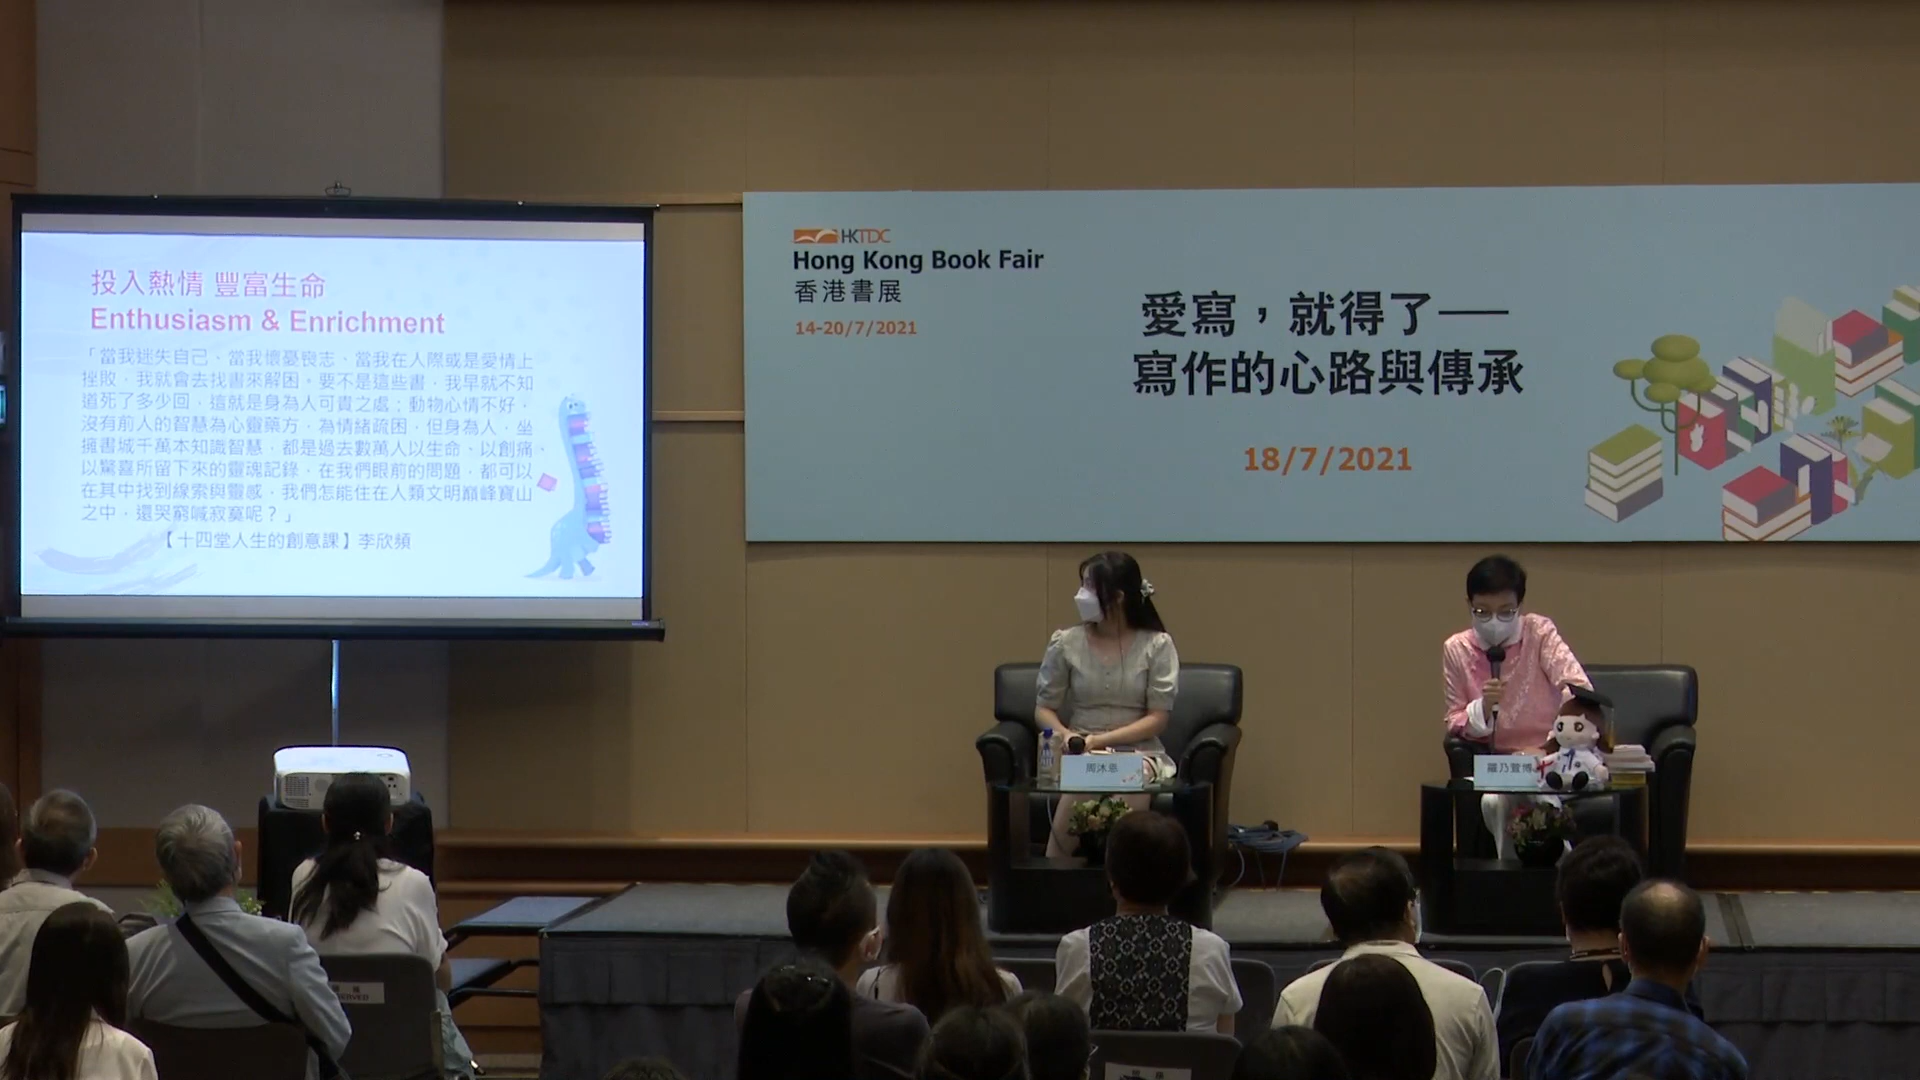 投入熱情 豐富生命
Enthusiasm & Enrichment
「當我迷失自己、當我懷憂喪志、當我在人際或是愛情上
挫敗，我就會去找書來解困。要不是這些書，我早就不知
道死了多少回，這就是身為人可貴之處；動物心情不好，
沒有前人的智慧為心靈藥方，為情緒疏困，但身為人，坐
擁書城千萬本知識智慧，都是過去數萬人以生命、以創痛、
以驚喜所留下來的靈魂記錄，在我們眼前的問題，都可以
在其中找到線索與靈感，我們怎能住在人類文明巔峰寶山
之中，還哭窮喊寂寞呢？」
【十四堂人生的創意課】李欣頻
HKTDC
Hong Kong Book Fair
香港書展
14-20/7/2021
愛寫，就得了——
寫作的心路與傳承
18/7/2021
周沐恩
羅乃萱博